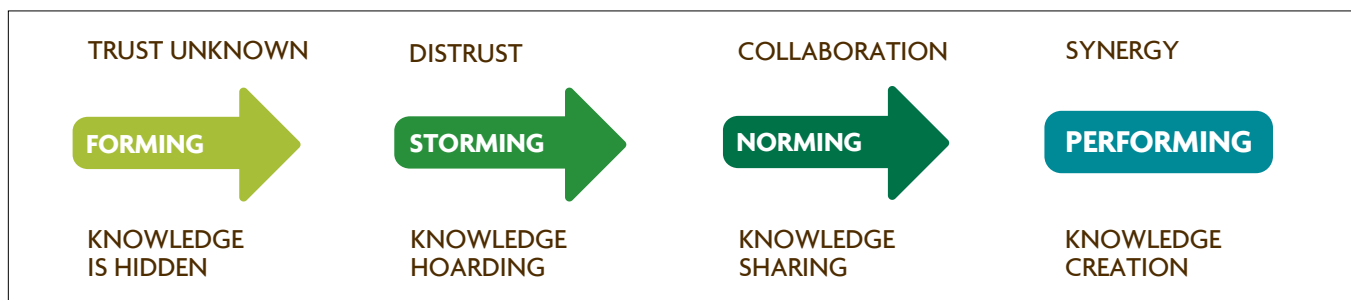 TRUST UNKNOWN
DISTRUST
COLLABORATION
SYNERGY
FORMING
STORMING
NORMING
PERFORMING
KNOWLEDGE
IS HIDDEN
KNOWLEDGE
HOARDING
KNOWLEDGE
SHARING
KNOWLEDGE
CREATION